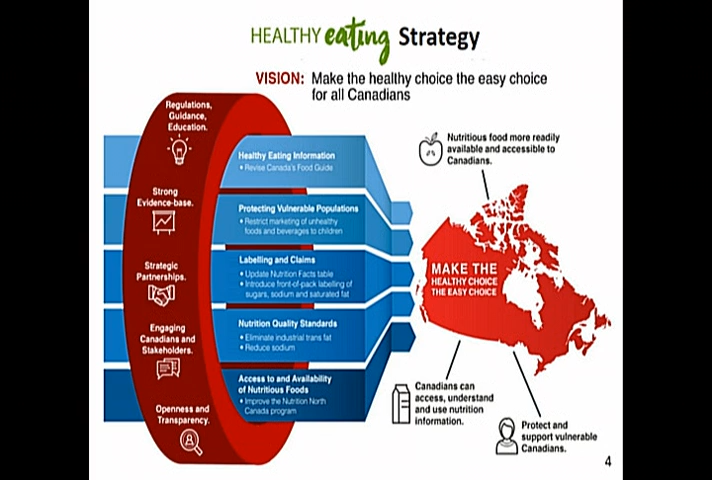 HEALTHY eating Strategy
VISION: Make the healthy choice the easy choice
for all Canadians
Regulations,
Guidance,
Education.
Strong
Evidence-base.
Strategic
Partnerships.
Engaging
Canadians and
Stakeholders.
Openness and
Transparency.
Healthy Eating Information
• Revise Canada's Food Guide
Protecting Vulnerable Populations
• Restrict marketing of unhealthy
foods and beverages to children
Labelling and Claims
• Update Nutrition Facts table
• Introduce front-of-pack labelling of
sugars, sodium and saturated fat
Nutrition Quality Standards
• Eliminate industrial trans fat
• Reduce sodium
Access to and Availability
of Nutritious Foods
• Improve the Nutrition North
Canada program
Nutritious food more readily
available and accessible to
Canadians.
MAKE THE
HEALTHY CHOICE
THE EASY CHOICE
Canadians can
access, understand
and use nutrition
information.
Protect and
support vulnerable
Canadians.
4